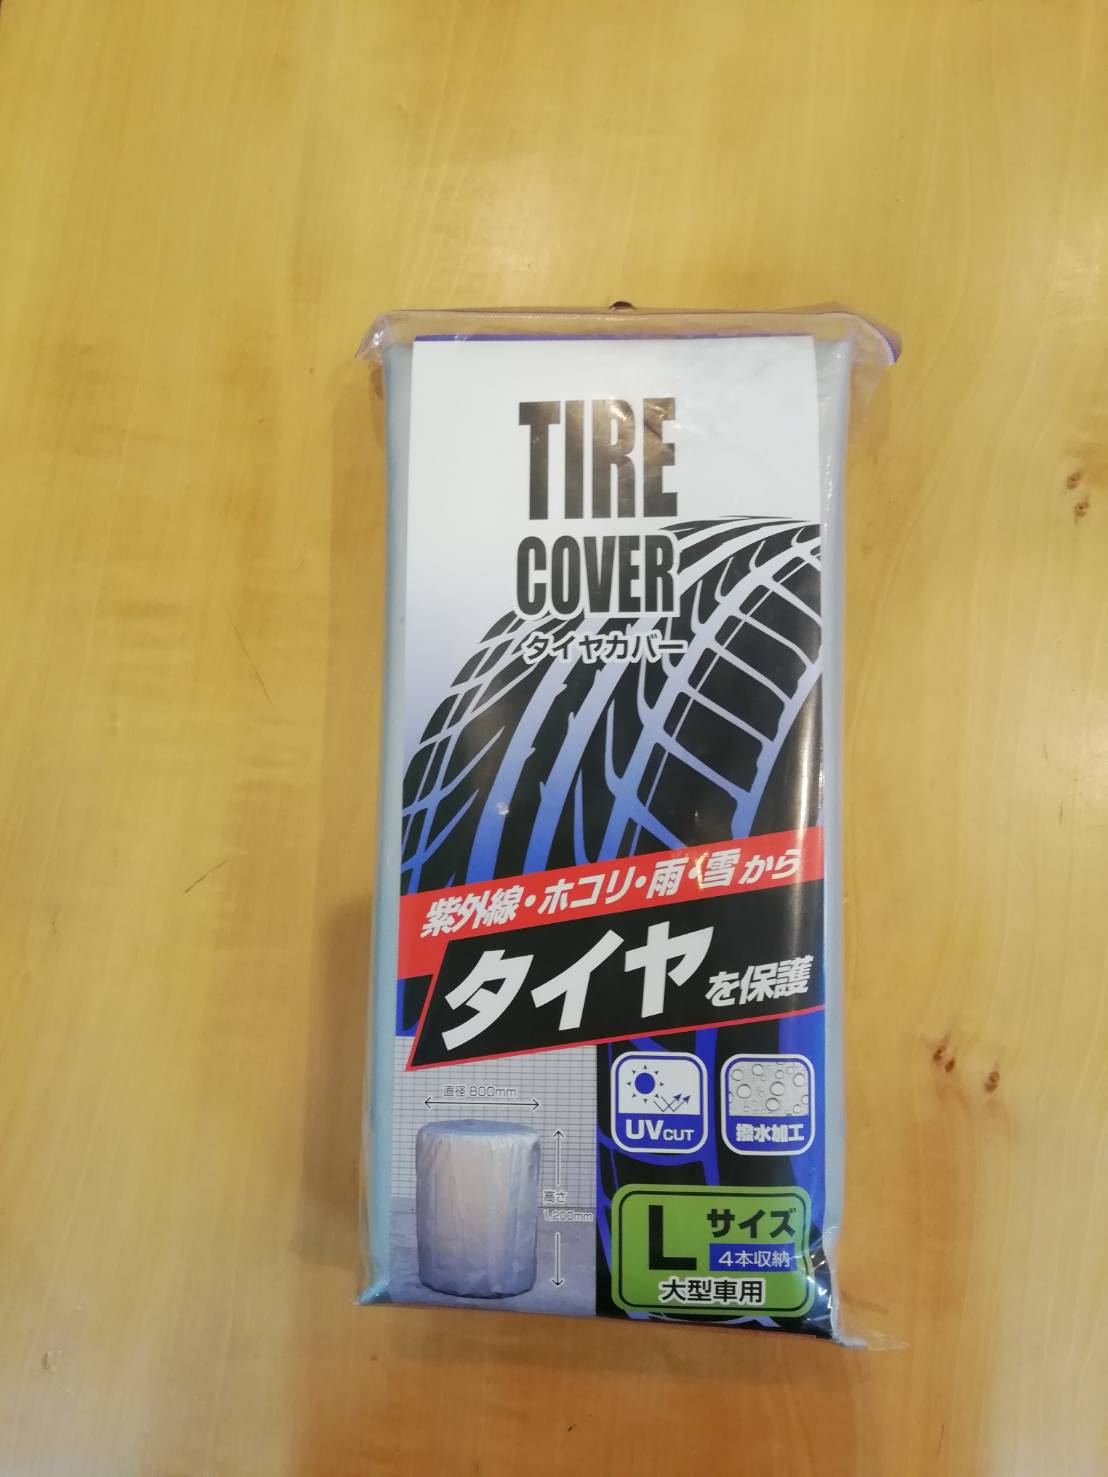 TIRE
COVER
タイヤカバー
紫外線・ホコリ・雨・雪から
タイヤを保護
直径 800mm
高さ
1,200mm
UV CUT
撥水加工
Lサイズ
4本収納
大型車用